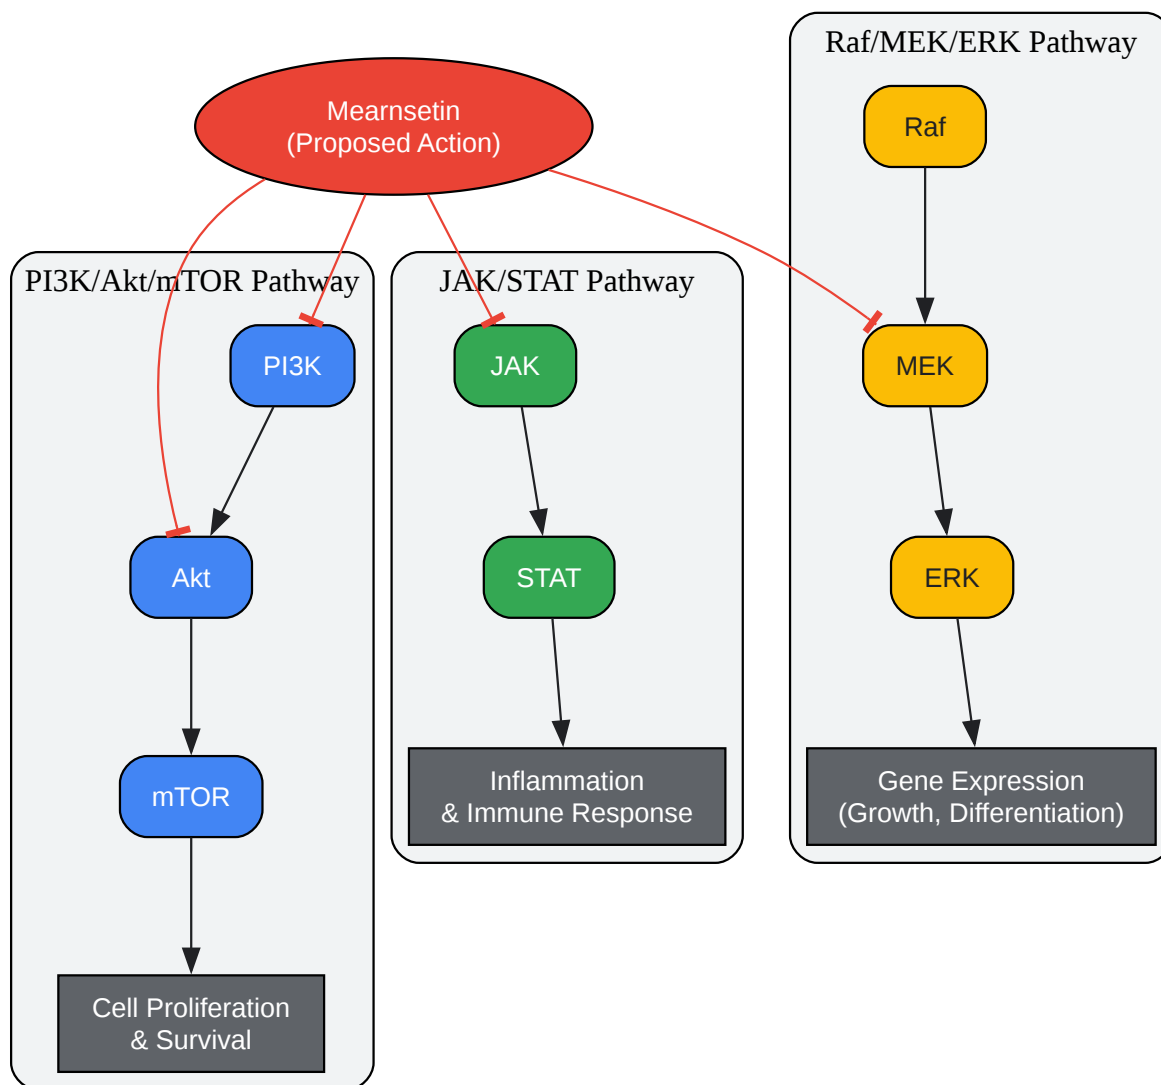 Mearnsetin
(Proposed Action)
PI3K/Akt/mTOR Pathway
PI3K
Akt
mTOR
Cell Proliferation
& Survival
JAK/STAT Pathway
JAK
STAT
Inflammation
& Immune Response
Raf/MEK/ERK Pathway
Raf
MEK
ERK
Gene Expression
(Growth, Differentiation)